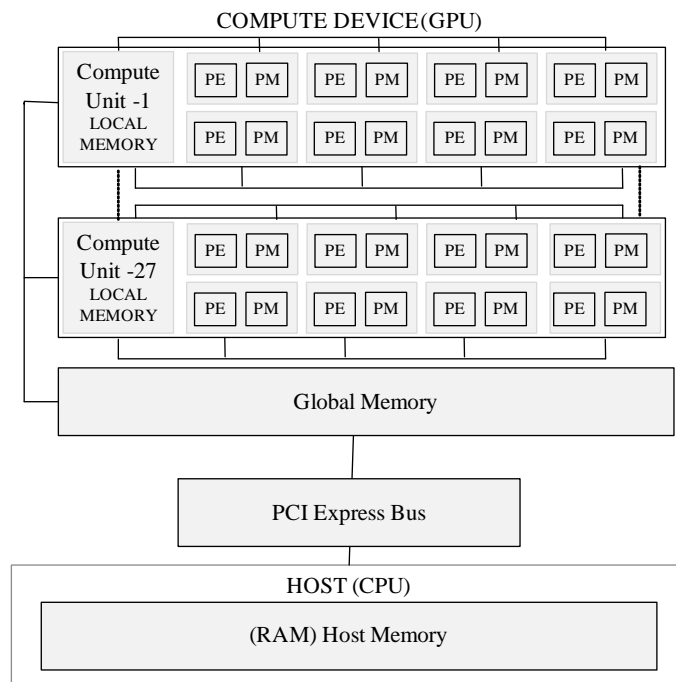 COMPUTE DEVICE(GPU)
Compute
Unit -1
LOCAL
MEMORY
PE PM PE PM PE PM PE PM
PE PM PE PM PE PM PE PM
Compute
Unit -27
LOCAL
MEMORY
PE PM PE PM PE PM PE PM
PE PM PE PM PE PM PE PM
Global Memory
PCI Express Bus
HOST (CPU)
(RAM) Host Memory